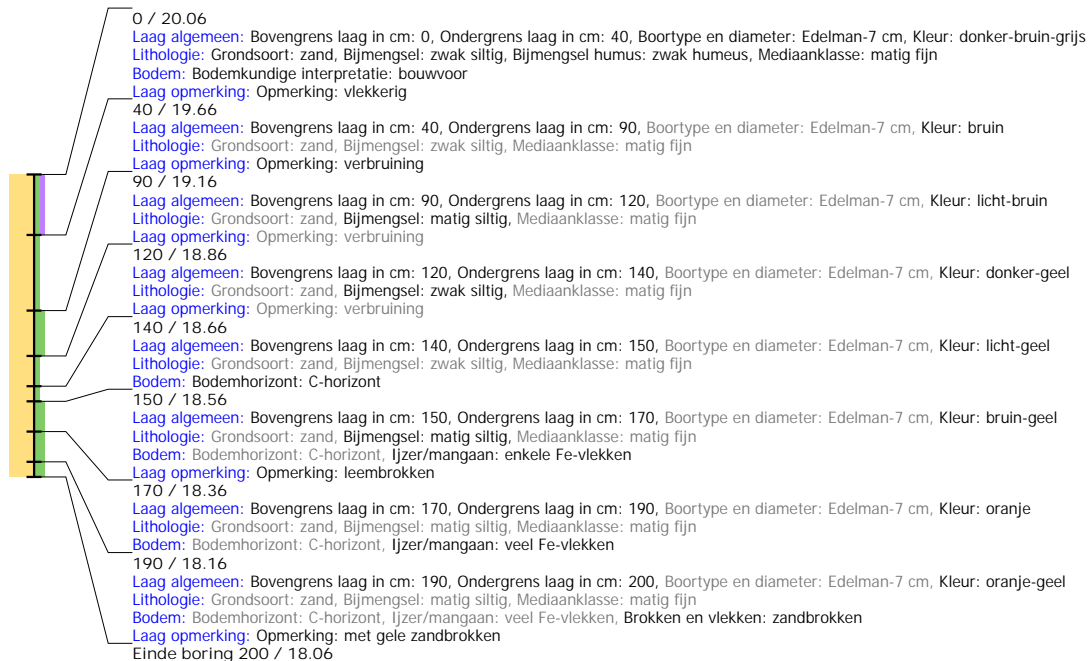 0 / 20.06
Laag algemeen: Bovengrens laag in cm: 0, Ondergrens laag in cm: 40, Boortype en diameter: Edelman-7 cm, Kleur: donker-bruin-grijs
Lithologie: Grondsoort: zand, Bijmengsel: zwak siltig, Bijmengsel humus: zwak humeus, Mediaanklasse: matig fijn
Bodem: Bodemkundige interpretatie: bouwvoor
Laag opmerking: Opmerking: vlekkerig
40 / 19.66
Laag algemeen: Bovengrens laag in cm: 40, Ondergrens laag in cm: 90, Boortype en diameter: Edelman-7 cm, Kleur: bruin
Lithologie: Grondsoort: zand, Bijmengsel: zwak siltig, Mediaanklasse: matig fijn
Laag opmerking: Opmerking: verbruining
90 / 19.16
Laag algemeen: Bovengrens laag in cm: 90, Ondergrens laag in cm: 120, Boortype en diameter: Edelman-7 cm, Kleur: licht-bruin
Lithologie: Grondsoort: zand, Bijmengsel: matig siltig, Mediaanklasse: matig fijn
Laag opmerking: Opmerking: verbruining
120 / 18.86
Laag algemeen: Bovengrens laag in cm: 120, Ondergrens laag in cm: 140, Boortype en diameter: Edelman-7 cm, Kleur: donker-geel
Lithologie: Grondsoort: zand, Bijmengsel: zwak siltig, Mediaanklasse: matig fijn
Laag opmerking: Opmerking: verbruining
140 / 18.66
Laag algemeen: Bovengrens laag in cm: 140, Ondergrens laag in cm: 150, Boortype en diameter: Edelman-7 cm, Kleur: licht-geel
Lithologie: Grondsoort: zand, Bijmengsel: zwak siltig, Mediaanklasse: matig fijn
Bodem: Bodemhorizont: C-horizont
150 / 18.56
Laag algemeen: Bovengrens laag in cm: 150, Ondergrens laag in cm: 170, Boortype en diameter: Edelman-7 cm, Kleur: bruin-geel
Lithologie: Grondsoort: zand, Bijmengsel: matig siltig, Mediaanklasse: matig fijn
Bodem: Bodemhorizont: C-horizont, Ijzer/mangaan: enkele Fe-vlekken
Laag opmerking: Opmerking: leembrokken
170 / 18.36
Laag algemeen: Bovengrens laag in cm: 170, Ondergrens laag in cm: 190, Boortype en diameter: Edelman-7 cm, Kleur: oranje
Lithologie: Grondsoort: zand, Bijmengsel: matig siltig, Mediaanklasse: matig fijn
Bodem: Bodemhorizont: C-horizont, Ijzer/mangaan: veel Fe-vlekken
190 / 18.16
Laag algemeen: Bovengrens laag in cm: 190, Ondergrens laag in cm: 200, Boortype en diameter: Edelman-7 cm, Kleur: oranje-geel
Lithologie: Grondsoort: zand, Bijmengsel: matig siltig, Mediaanklasse: matig fijn
Bodem: Bodemhorizont: C-horizont, Ijzer/mangaan: veel Fe-vlekken, Brokken en vlekken: zandbrokken
Laag opmerking: Opmerking: met gele zandbrokken
Einde boring 200 / 18.06